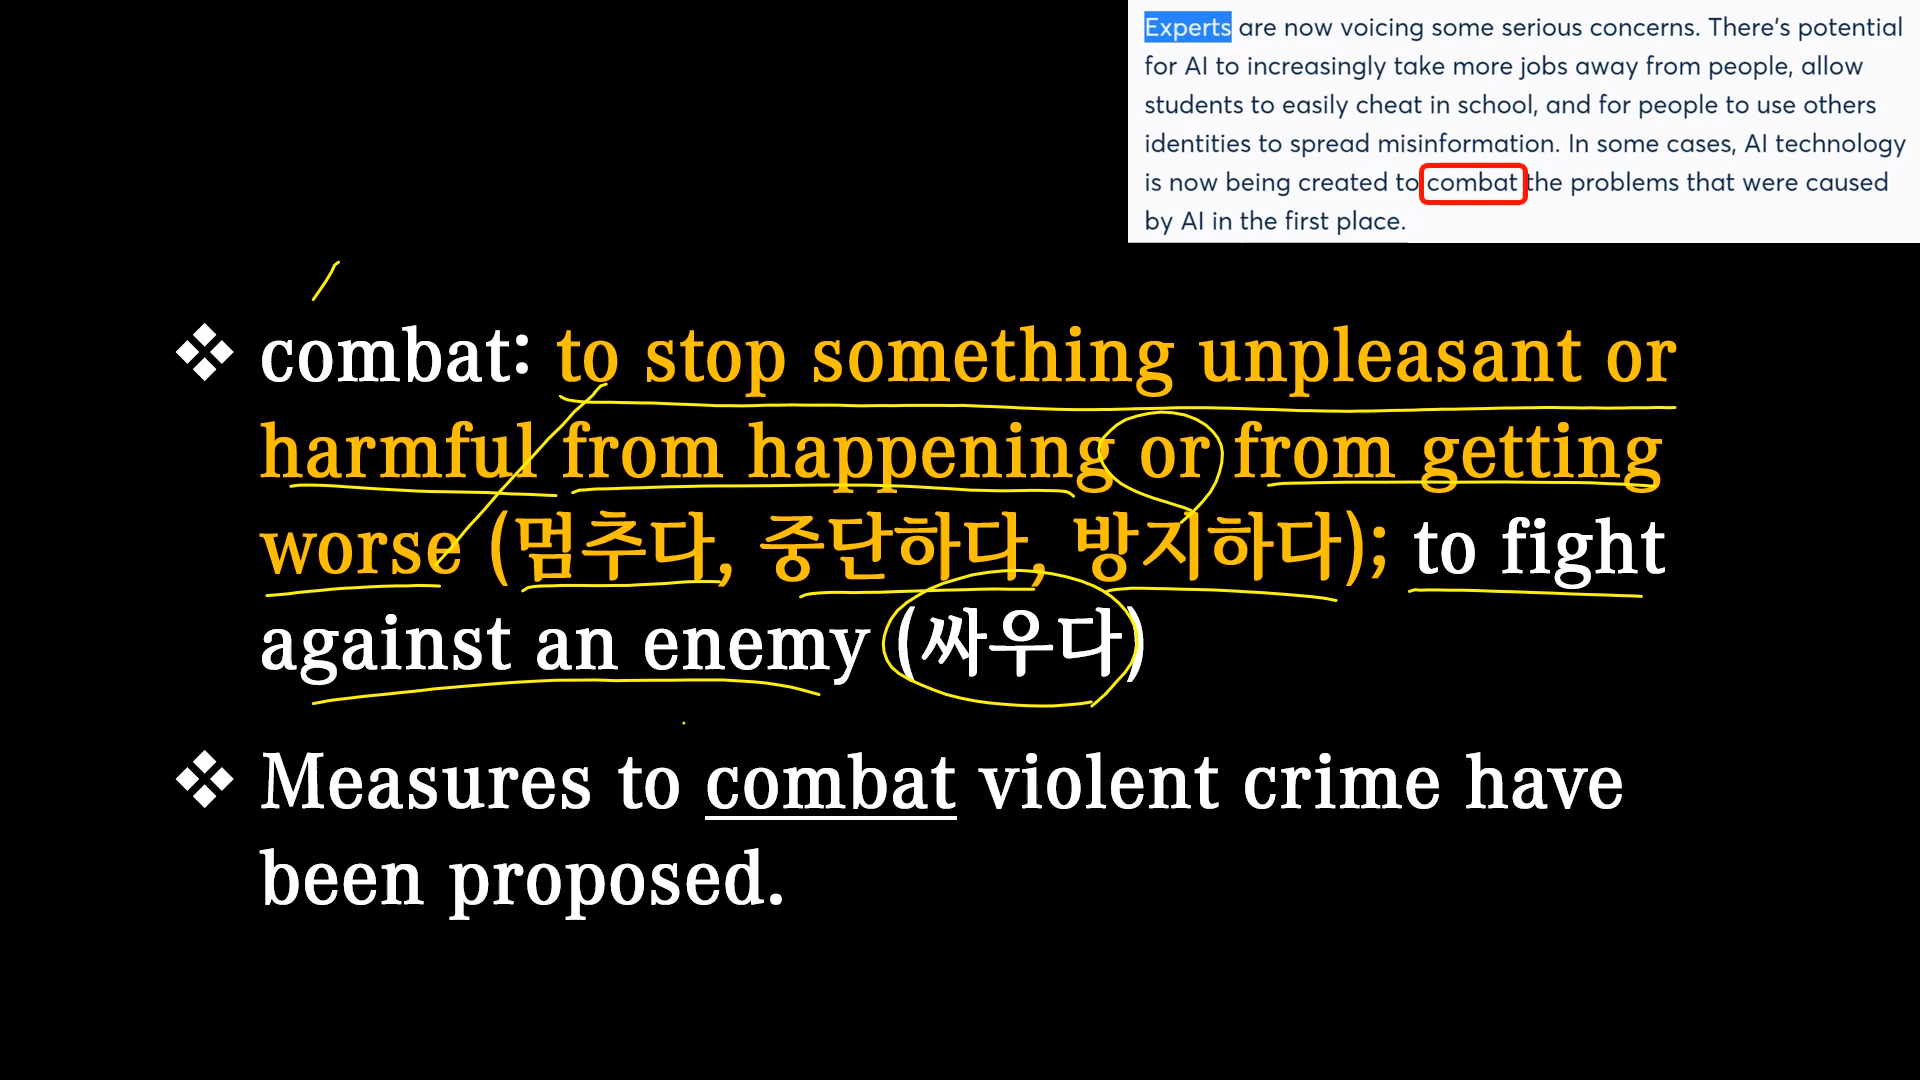 Experts are now voicing some serious concerns. There's potential
for AI to increasingly take more jobs away from people, allow
students to easily cheat in school, and for people to use others
identities to spread misinformation. In some cases, AI technology
is now being created to combat the problems that were caused
by AI in the first place.
❖ combat: to stop something unpleasant or
harmful from happening or from getting
worse (멈추다, 중단하다, 방지하다); to fight
against an enemy (싸우다)
❖ Measures to combat violent crime have
been proposed.